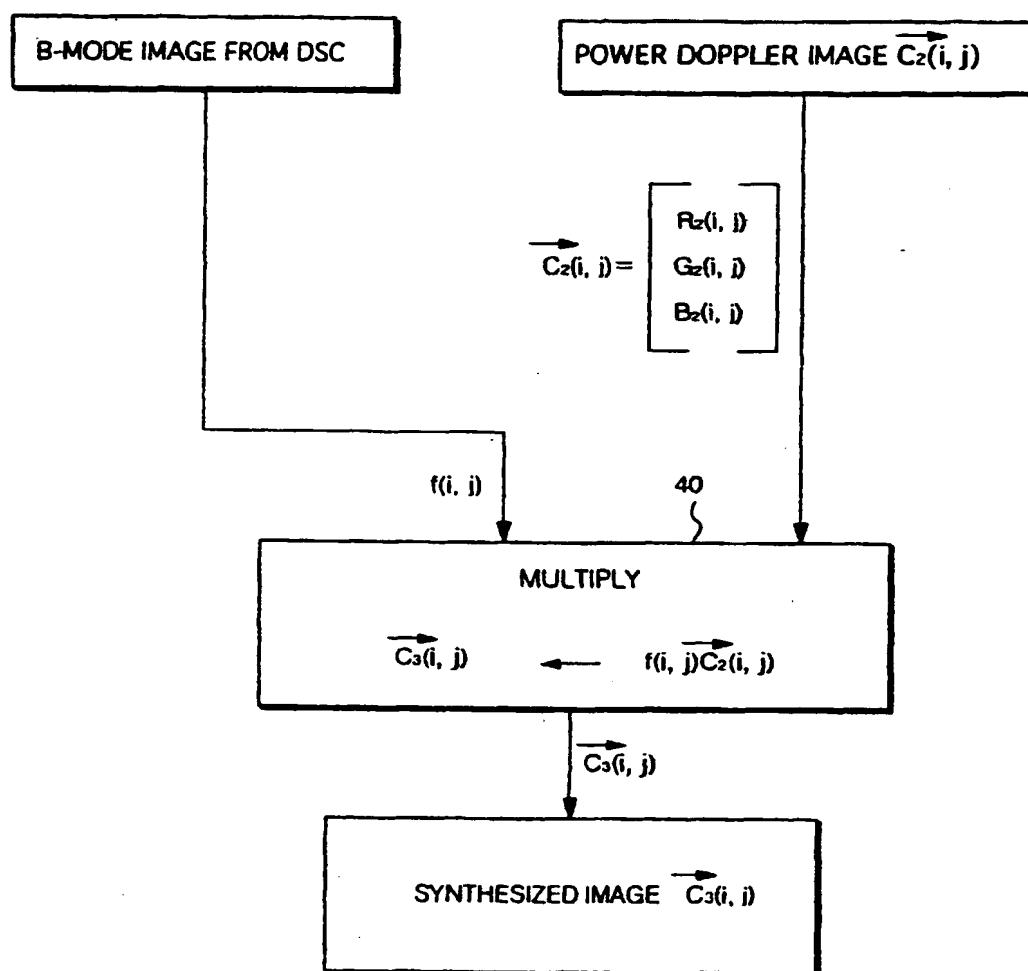 B-MODE IMAGE FROM DSC
POWER DOPPLER IMAGE C₂(i, j)
C₂(i, j) =
R₂(i, j)
G₂(i, j)
B₂(i, j)
f(i, j)
40
MULTIPLY
C₃(i, j) ← f(i, j)C₂(i, j)
C₃(i, j)
SYNTHESIZED IMAGE C₃(i, j)